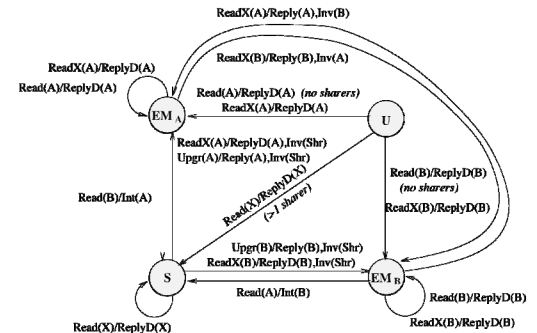 ReadX(A)/Reply(A),Inv(B)
ReadX(B)/Reply(B),Inv(A)
ReadX(A)/ReplyD(A)
Read(A)/ReplyD(A)
Read(A)/ReplyD(A) (no sharers)
ReadX(A)/ReplyD(A)
EM A
U
ReadX(A)/ReplyD(A),Inv(Shr)
Upgr(A)/Reply(A),Inv(Shr)
Read(B)/Int(A)
Read(X)/ReplyD(X)
(>1 sharer)
Read(B)/ReplyD(B)
(no sharers)
ReadX(B)/ReplyD(B)
Upgr(B)/Reply(B),Inv(Shr)
ReadX(B)/ReplyD(B),Inv(Shr)
S
EM B
Read(A)/Int(B)
Read(B)/ReplyD(B)
ReadX(B)/ReplyD(B)
Read(X)/ReplyD(X)